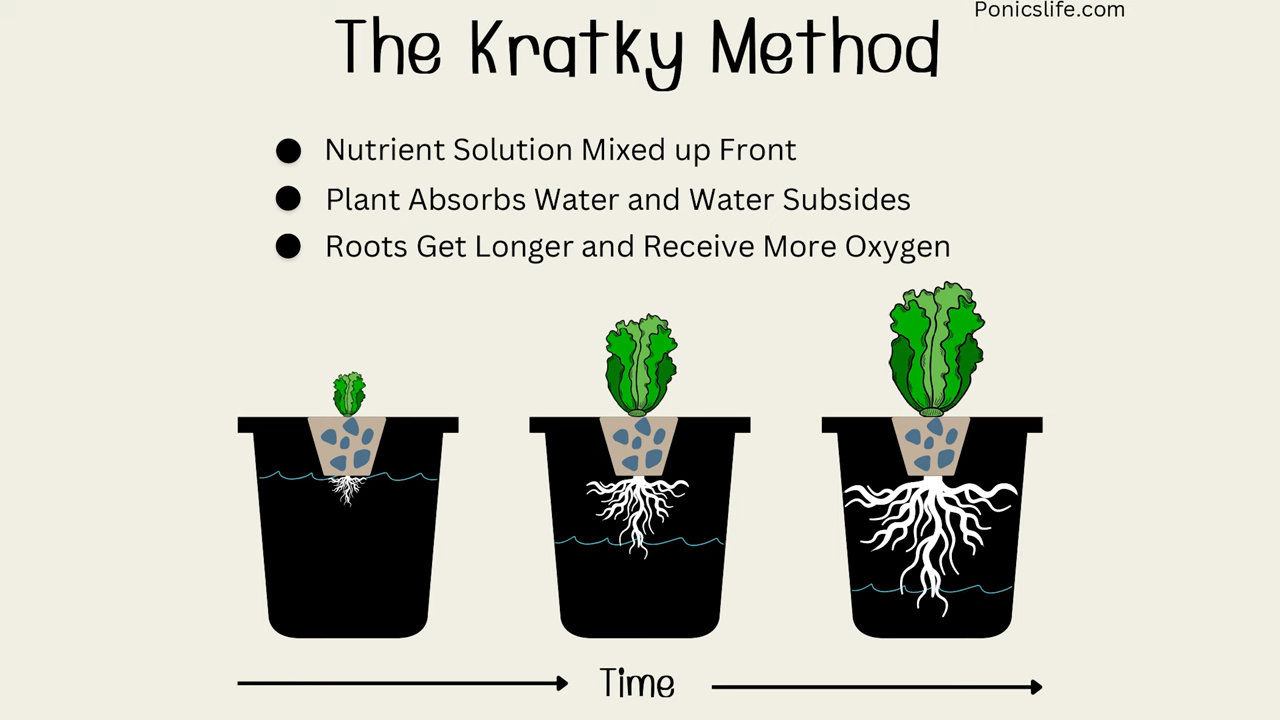 Ponicslife.com
The Kratky Method
Nutrient Solution Mixed up Front
Plant Absorbs Water and Water Subsides
Roots Get Longer and Receive More Oxygen
Time